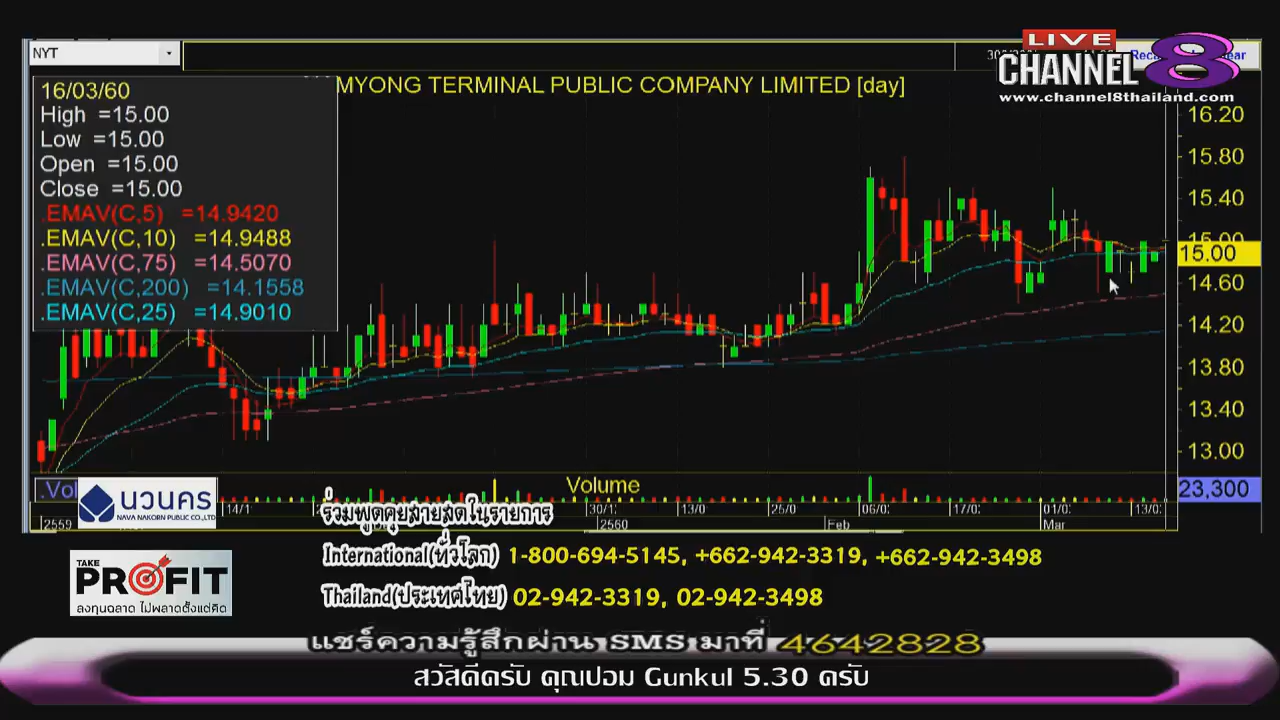 NYT
LIVE
CHANNEL 8
www.channel8thailand.com
MYONG TERMINAL PUBLIC COMPANY LIMITED [day]
16/03/60
High =15.00
Low =15.00
Open =15.00
Close =15.00
.EMAV(C,5) =14.9420
.EMAV(C,10) =14.9488
.EMAV(C,75) =14.5070
.EMAV(C,200) =14.1558
.EMAV(C,25) =14.9010
16.20
15.80
15.40
15.00
15.00
14.60
14.20
13.80
13.40
13.00
Volume
23,300
นวนคร
NAVA NAKORN PUBLIC CO.,LTD
14/1
30/1
13/0
25/0
06/0
17/0
01/0
13/0
2559
2560
Feb
Mar
ร่วมพูดคุยสายสดในรายการ
International(ทั่วโลก) 1-800-694-5145, +662-942-3319, +662-942-3498
Thailand(ประเทศไทย) 02-942-3319, 02-942-3498
TAKE
PROFIT
ลงทุนฉลาด ไม่พลาดตั้งแต่คิด
แชร์ความรู้สึกผ่าน SMS มาที่ 4642828
สวัสดีครับ คุณปอม Gunkul 5.30 ครับ